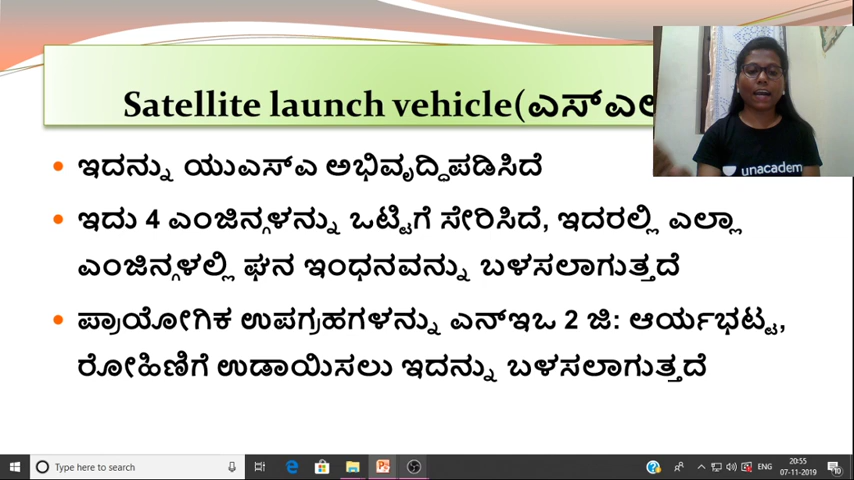 Satellite launch vehicle(ಎಸ್ಎಲ
ಇದನ್ನು ಯುಎಸ್ಎ ಅಭಿವೃದ್ಧಿಪಡಿಸಿದೆ
ಇದು 4 ಎಂಜಿನ್ಗಳನ್ನು ಒಟ್ಟಿಗೆ ಸೇರಿಸಿದೆ, ಇದರಲ್ಲಿ ಎಲ್ಲಾ
ಎಂಜಿನ್ಗಳಲ್ಲಿ ಘನ ಇಂಧನವನ್ನು ಬಳಸಲಾಗುತ್ತದೆ
ಪ್ರಾಯೋಗಿಕ ಉಪಗ್ರಹಗಳನ್ನು ಎನ್ಇಒ 2 ಜಿ: ಆರ್ಯಭಟ್ಟ,
ರೋಹಿಣಿಗೆ ಉಡಾಯಿಸಲು ಇದನ್ನು ಬಳಸಲಾಗುತ್ತದೆ
unacadem
Type here to search
ENG
20:55
07-11-2019
10